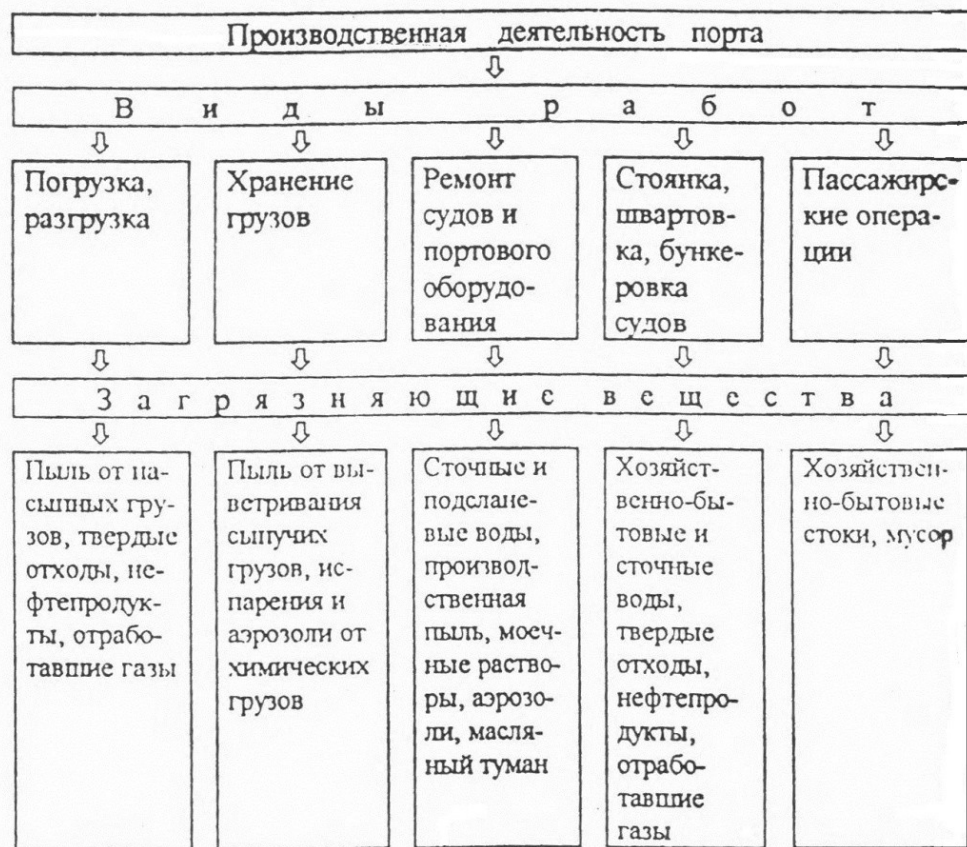 Производственная деятельность порта
Виды работ
Погрузка,
разгрузка
Хранение
грузов
Ремонт
судов и
портового
оборудо-
вания
Стоянка,
швартов-
ка, бунке-
ровка
судов
Пассажирс-
кие опера-
ции
Загрязняющие вещества
Пыль от на-
сыпных гру-
зов, твердые
отходы, не-
фтепродук-
ты, отрабо-
тавшие газы
Пыль от вы-
ветривания
сыпучих
грузов, ис-
парения и
аэрозоли от
химических
грузов
Сточные и
подслане-
вые воды,
производ-
ственная
пыль, моеч-
ные раство-
ры, аэрозо-
ли, масля-
ный туман
Хозяйст-
венно-бы-
товые и
сточные
воды,
твердые
отходы,
нефтепро-
дукты,
отрабо-
тавшие
газы
Хозяйствен-
но-бытовые
стоки, мусор